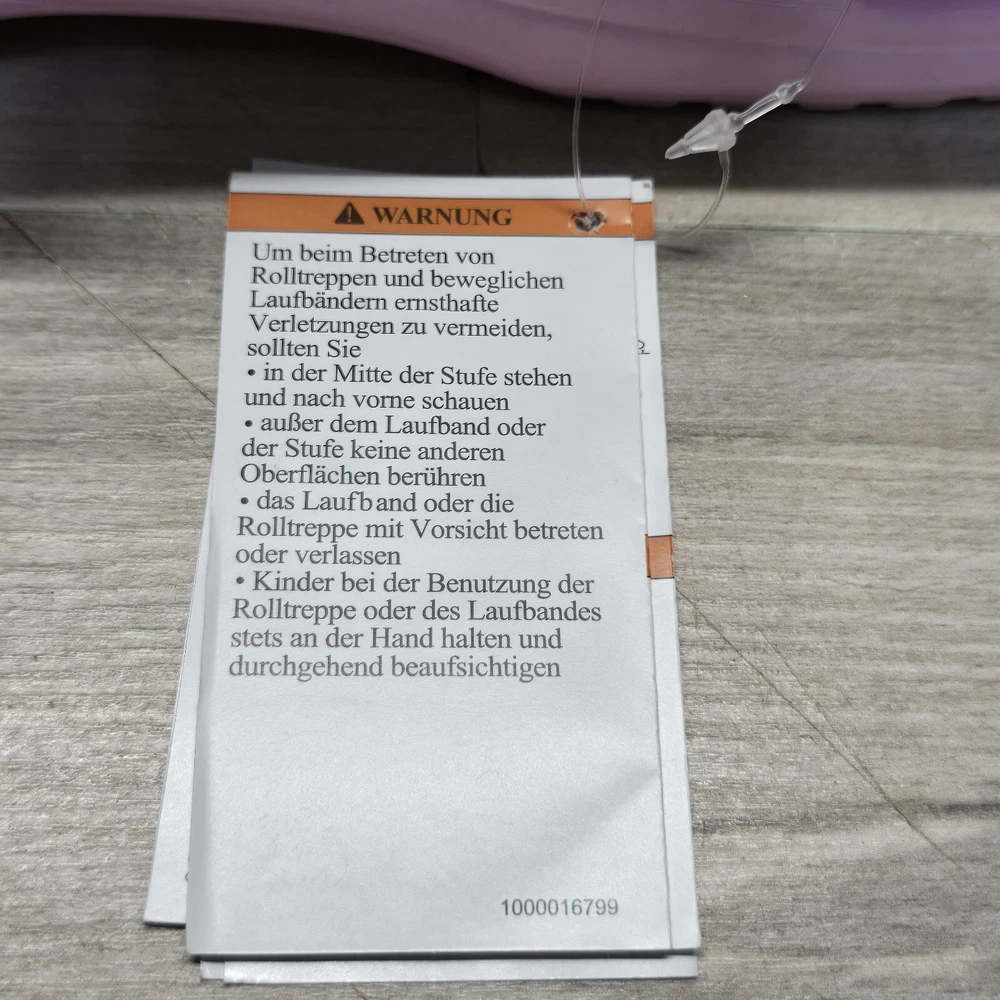 WARNUNG
Um beim Betreten von
Rolltreppen und beweglichen
Laufbändern ernsthafte
Verletzungen zu vermeiden,
sollten Sie
• in der Mitte der Stufe stehen
und nach vorne schauen
• außer dem Laufband oder
der Stufe keine anderen
Oberflächen berühren
• das Laufband oder die
Rolltreppe mit Vorsicht betreten
oder verlassen
• Kinder bei der Benutzung der
Rolltreppe oder des Laufbandes
stets an der Hand halten und
durchgehend beaufsichtigen
1000016799